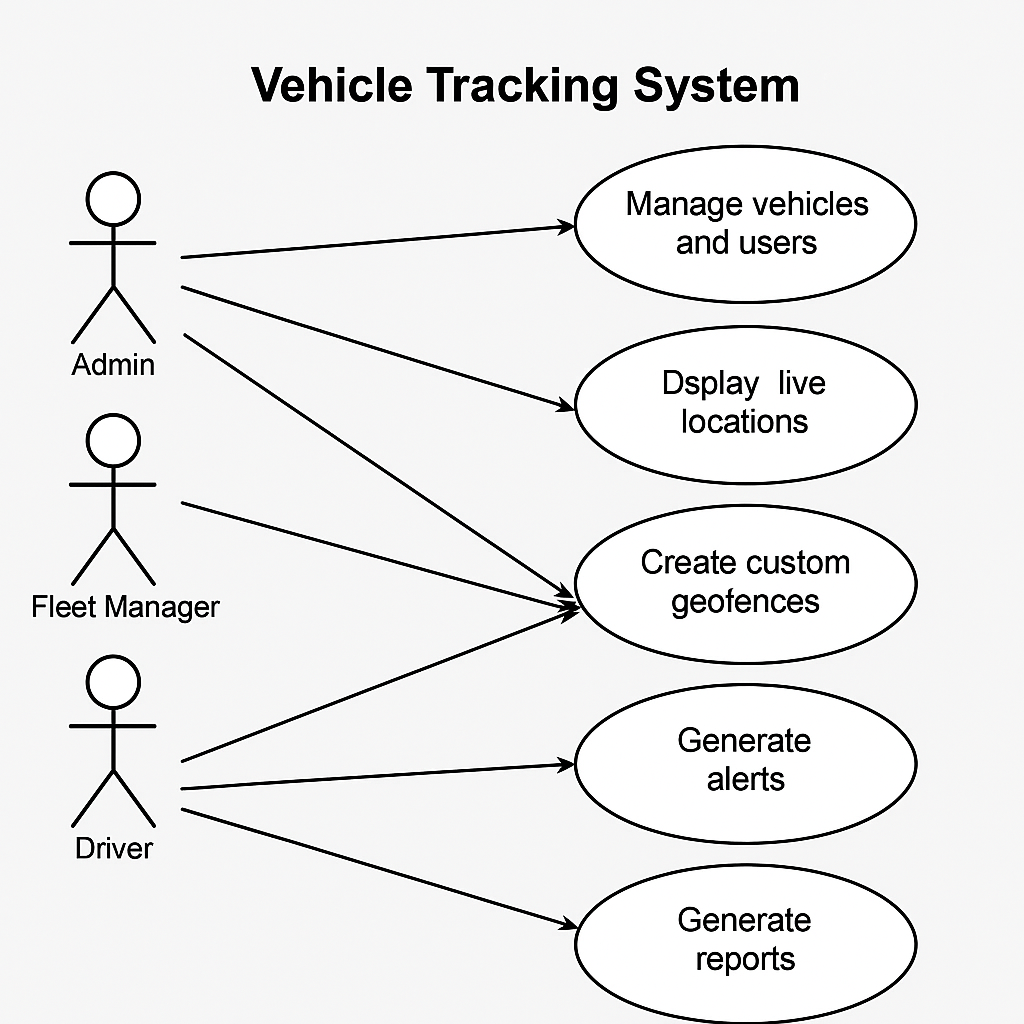 Vehicle Tracking System
Admin
Fleet Manager
Driver
Manage vehicles
and users
Dsplay live
locations
Create custom
geofences
Generate
alerts
Generate
reports